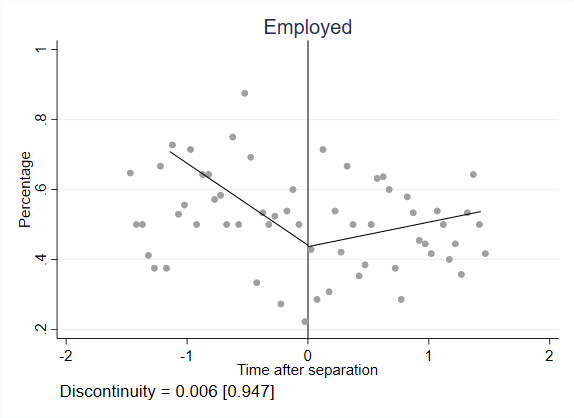 Employed
Percentage
1
.8
.6
.4
.2
-2 -1 0 1 2
Time after separation
Discontinuity = 0.006 [0.947]